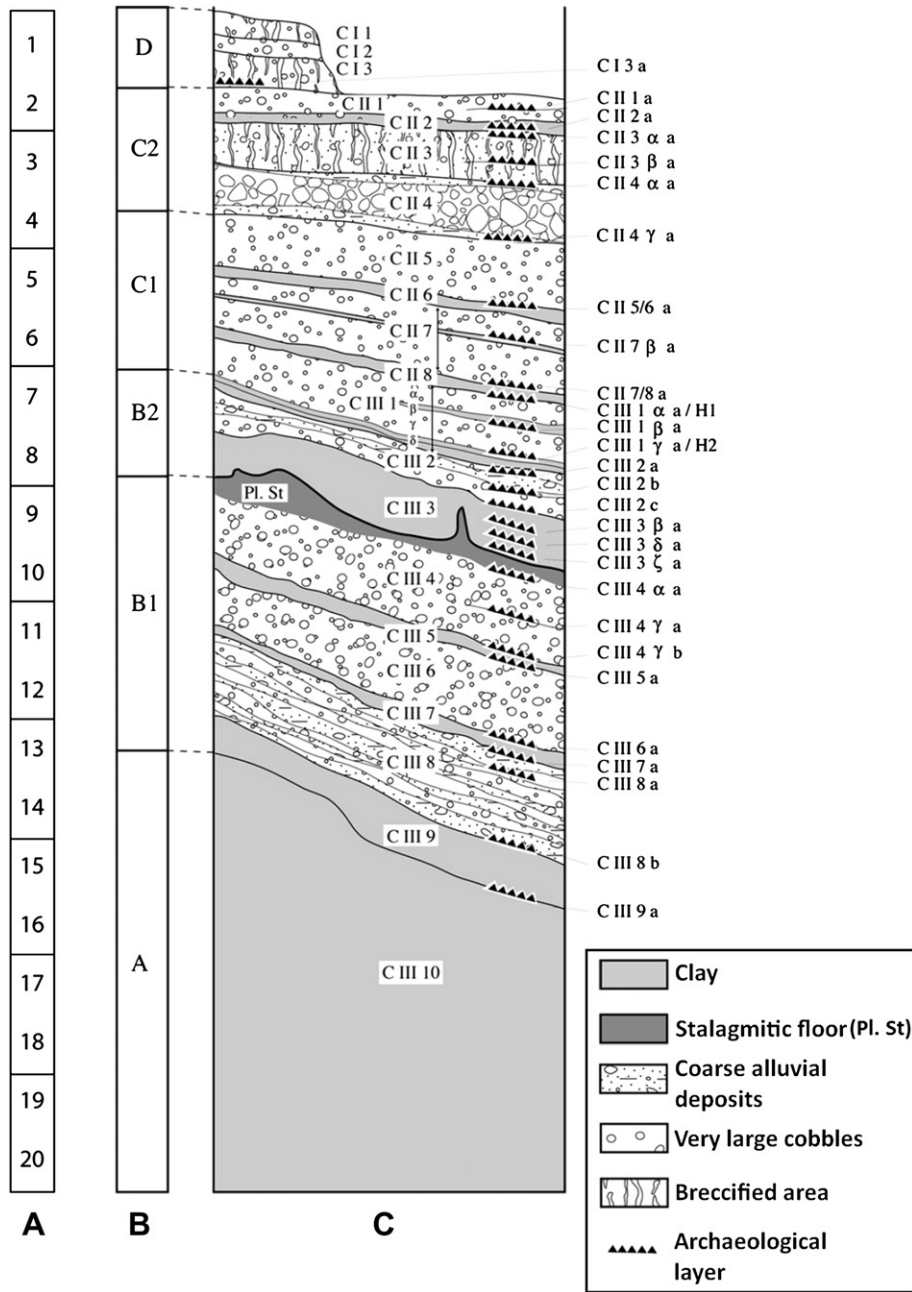 1
2
3
4
5
6
7
8
9
10
11
12
13
14
15
16
17
18
19
20
A
D
C2
C1
B2
B1
A
B
C I 1
C I 2
C I 3
C II 1
C II 2
C II 3
C II 4
C II 5
C II 6
C II 7
C II 8
C III 1
α
β
γ
δ
C III 2
Pl. St
C III 3
C III 4
C III 5
C III 6
C III 7
C III 8
C III 9
C III 10
C
C I 3 a
C II 1 a
C II 2 a
C II 3 α a
C II 3 β a
C II 4 α a
C II 4 γ a
C II 5/6 a
C II 7 β a
C II 7/8 a
C III 1 α a / H1
C III 1 β a
C III 1 γ a / H2
C III 2 a
C III 2 b
C III 2 c
C III 3 β a
C III 3 δ a
C III 3 ζ a
C III 4 α a
C III 4 γ a
C III 4 γ b
C III 5 a
C III 6 a
C III 7 a
C III 8 a
C III 8 b
C III 9 a
Clay
Stalagmitic floor (Pl. St)
Coarse alluvial
deposits
Very large cobbles
Breccified area
Archaeological
layer